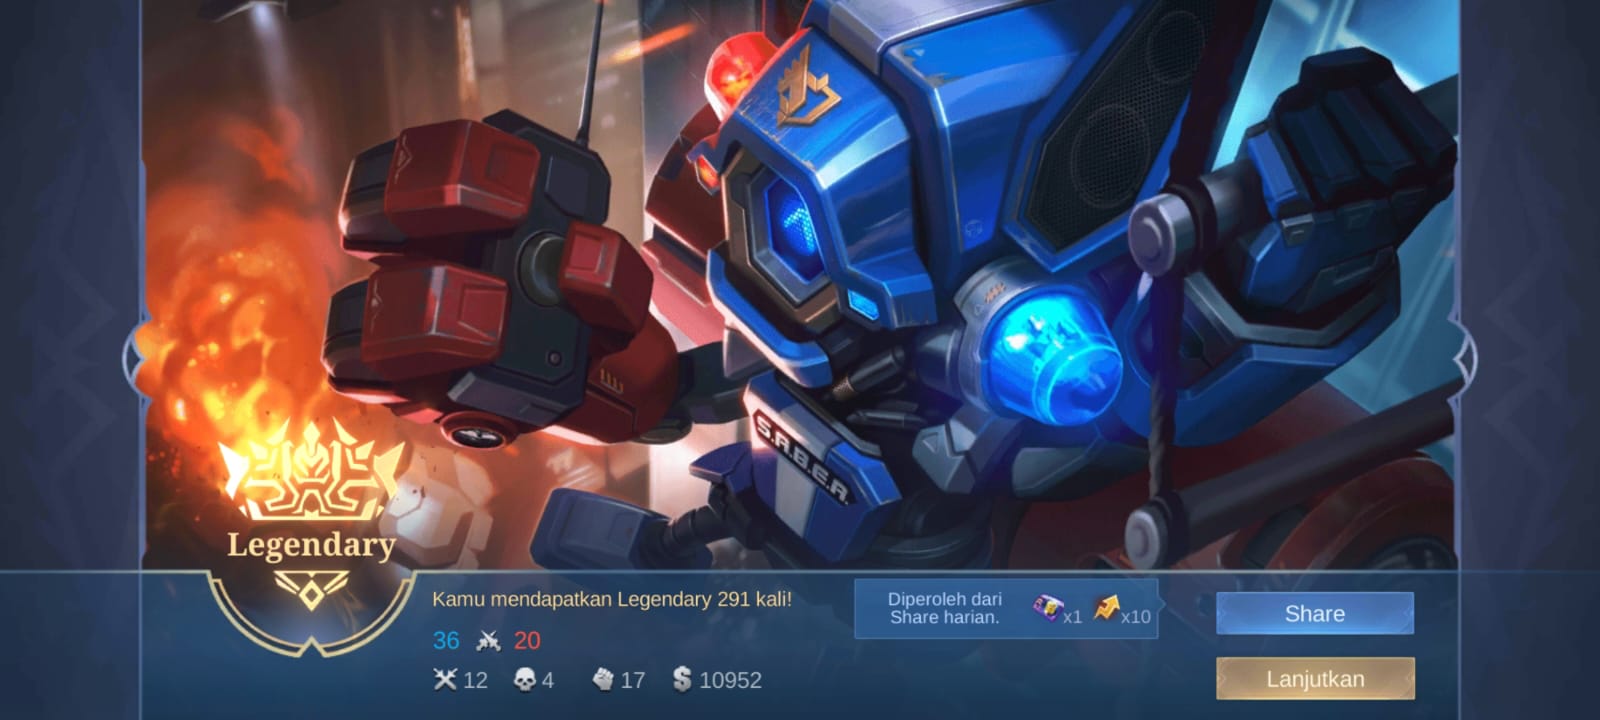 S.A.B.E.R.
Legendary
Kamu mendapatkan Legendary 291 kali!
36 20
12 4 17 10952
Diperoleh dari
Share harian.
x1 x10
Share
Lanjutkan